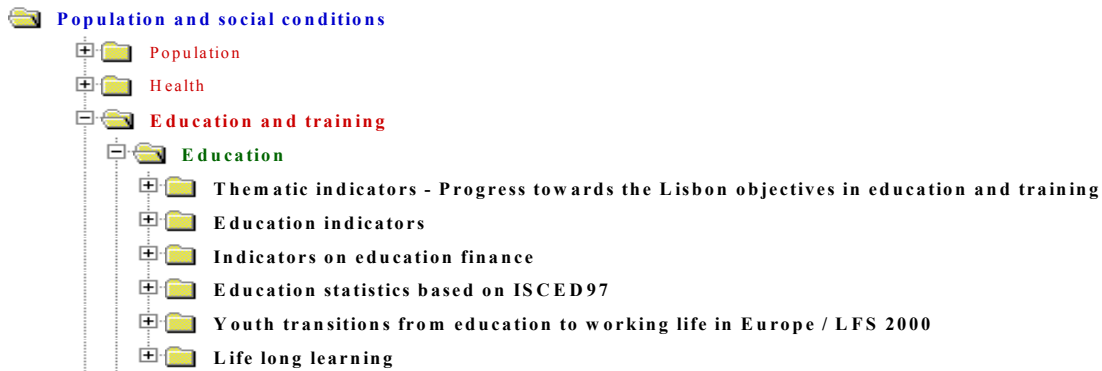 Population and social conditions
Population
Health
Education and training
Education
Thematic indicators - Progress towards the Lisbon objectives in education and training
Education indicators
Indicators on education finance
Education statistics based on ISCED97
Youth transitions from education to working life in Europe / LFS 2000
Life long learning